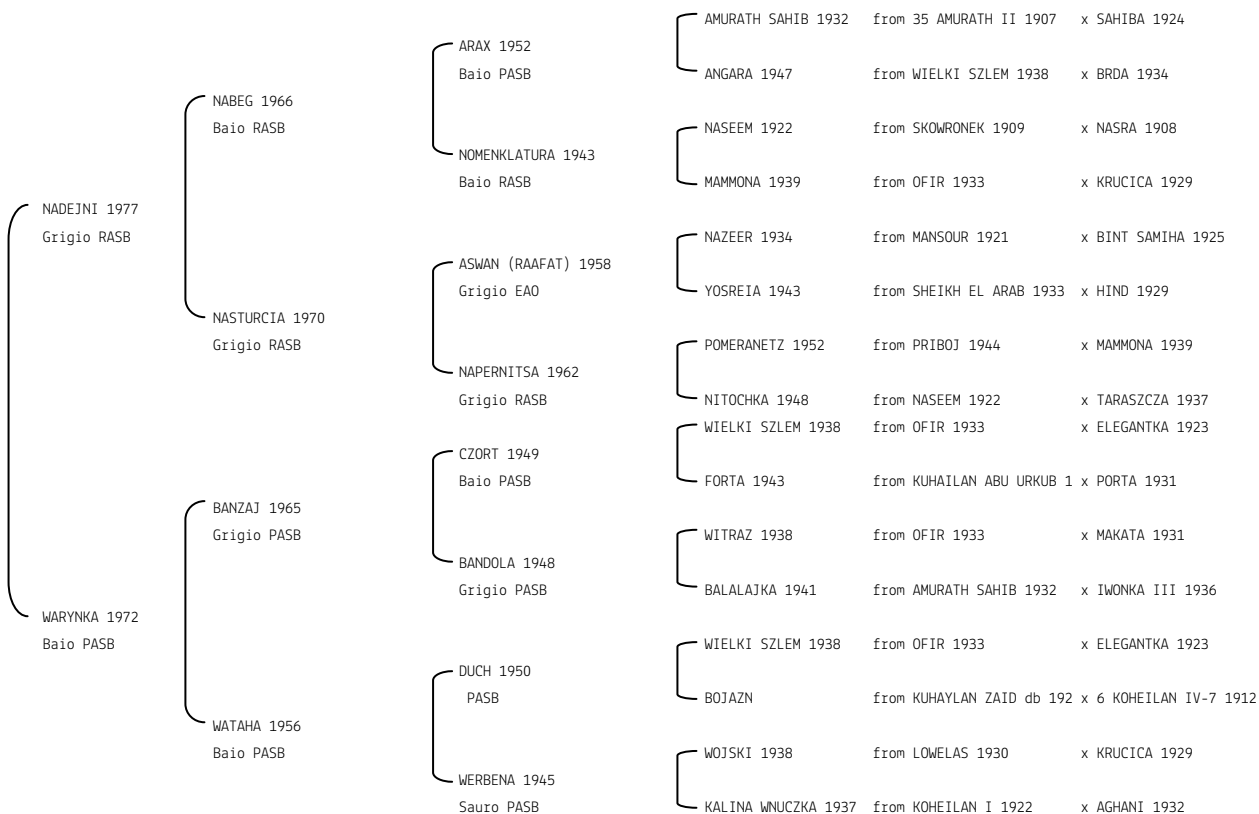 AMURATH SAHIB 1932 from 35 AMURATH II 1907 x SAHIBA 1924
ARAX 1952
Baio PASB
ANGARA 1947 from WIELKI SZLEM 1938 x BRDA 1934
NABEG 1966
Baio RASB
NASEEM 1922 from SKOWRONEK 1909 x NASRA 1908
NOMENKLATURA 1943
Baio RASB
MAMMONA 1939 from OFIR 1933 x KRUCICA 1929
NADEJNI 1977
Grigio RASB
NAZEER 1934 from MANSOUR 1921 x BINT SAMIHA 1925
ASWAN (RAAFAT) 1958
Grigio EAO
YOSREIA 1943 from SHEIKH EL ARAB 1933 x HIND 1929
NASTURCIA 1970
Grigio RASB
POMERANETZ 1952 from PRIBOJ 1944 x MAMMONA 1939
NAPERNITSA 1962
Grigio RASB
NITOCHKA 1948 from NASEEM 1922 x TARASZCZA 1937
WIELKI SZLEM 1938 from OFIR 1933 x ELEGANTKA 1923
CZORT 1949
Baio PASB
FORTA 1943 from KUHAILAN ABU URKUB 1 x PORTA 1931
BANZAJ 1965
Grigio PASB
WITRAZ 1938 from OFIR 1933 x MAKATA 1931
BANDOLA 1948
Grigio PASB
BALALAJKA 1941 from AMURATH SAHIB 1932 x IWONKA III 1936
WARYNKA 1972
Baio PASB
WIELKI SZLEM 1938 from OFIR 1933 x ELEGANTKA 1923
DUCH 1950
PASB
BOJAZN from KUHAYLAN ZAID db 192 x 6 KOHEILAN IV-7 1912
WATAHA 1956
Baio PASB
WOJSKI 1938 from LOWELAS 1930 x KRUCICA 1929
WERBENA 1945
Sauro PASB
KALINA WNUCZKA 1937 from KOHEILAN I 1922 x AGHANI 1932